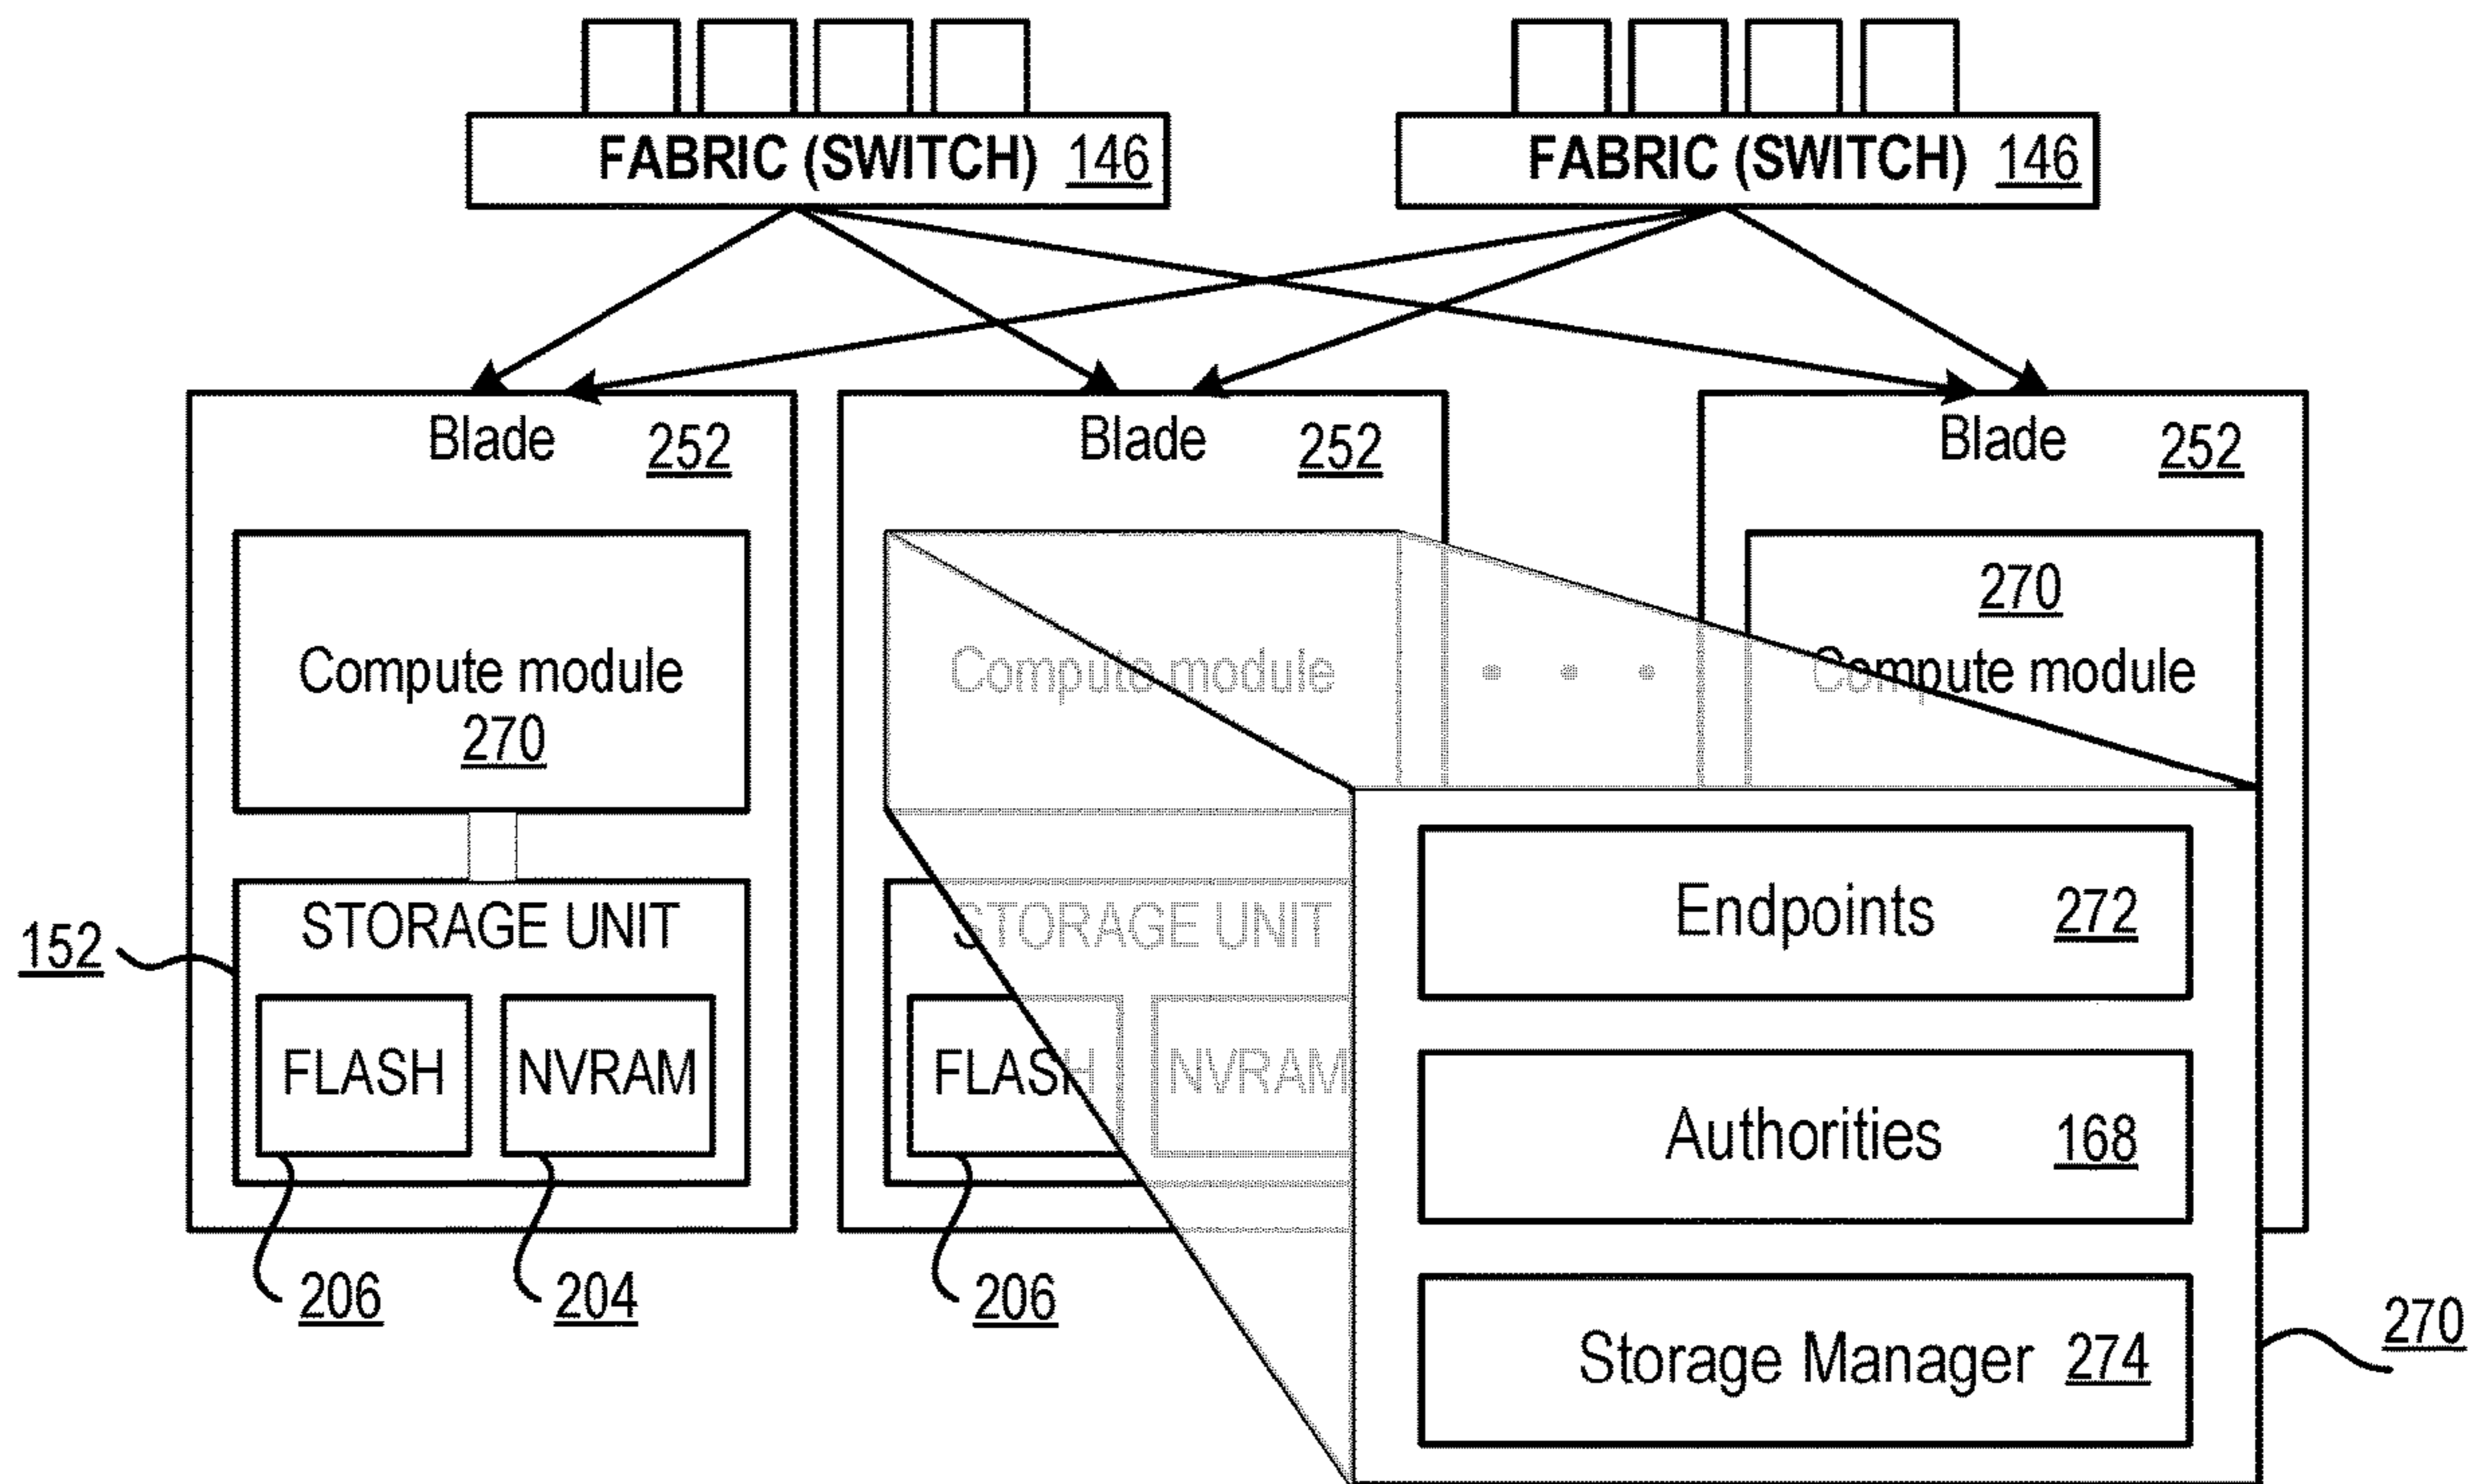 FABRIC (SWITCH) 146
FABRIC (SWITCH) 146
Blade 252
Blade 252
Blade 252
Compute module
270
Compute module
270
Compute module
152
STORAGE UNIT
FLASH
NVRAM
206
204
STORAGE UNIT
FLASH
NVRAM
206
Endpoints 272
Authorities 168
Storage Manager 274
270